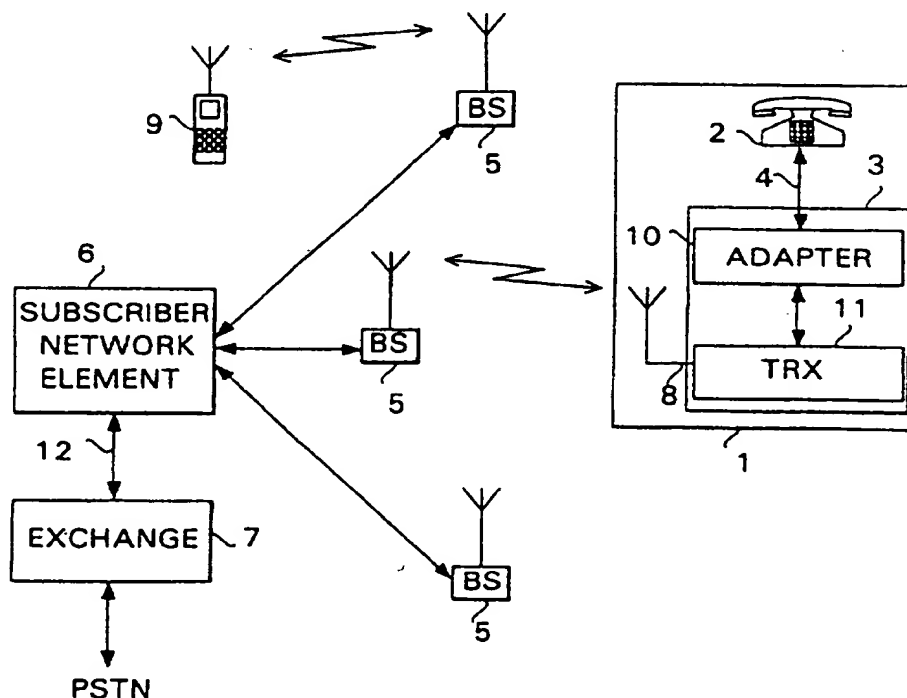 9
BS
5
2
4
3
10
ADAPTER
11
TRX
8
1
6
SUBSCRIBER
NETWORK
ELEMENT
BS
5
12
EXCHANGE
7
BS
5
PSTN